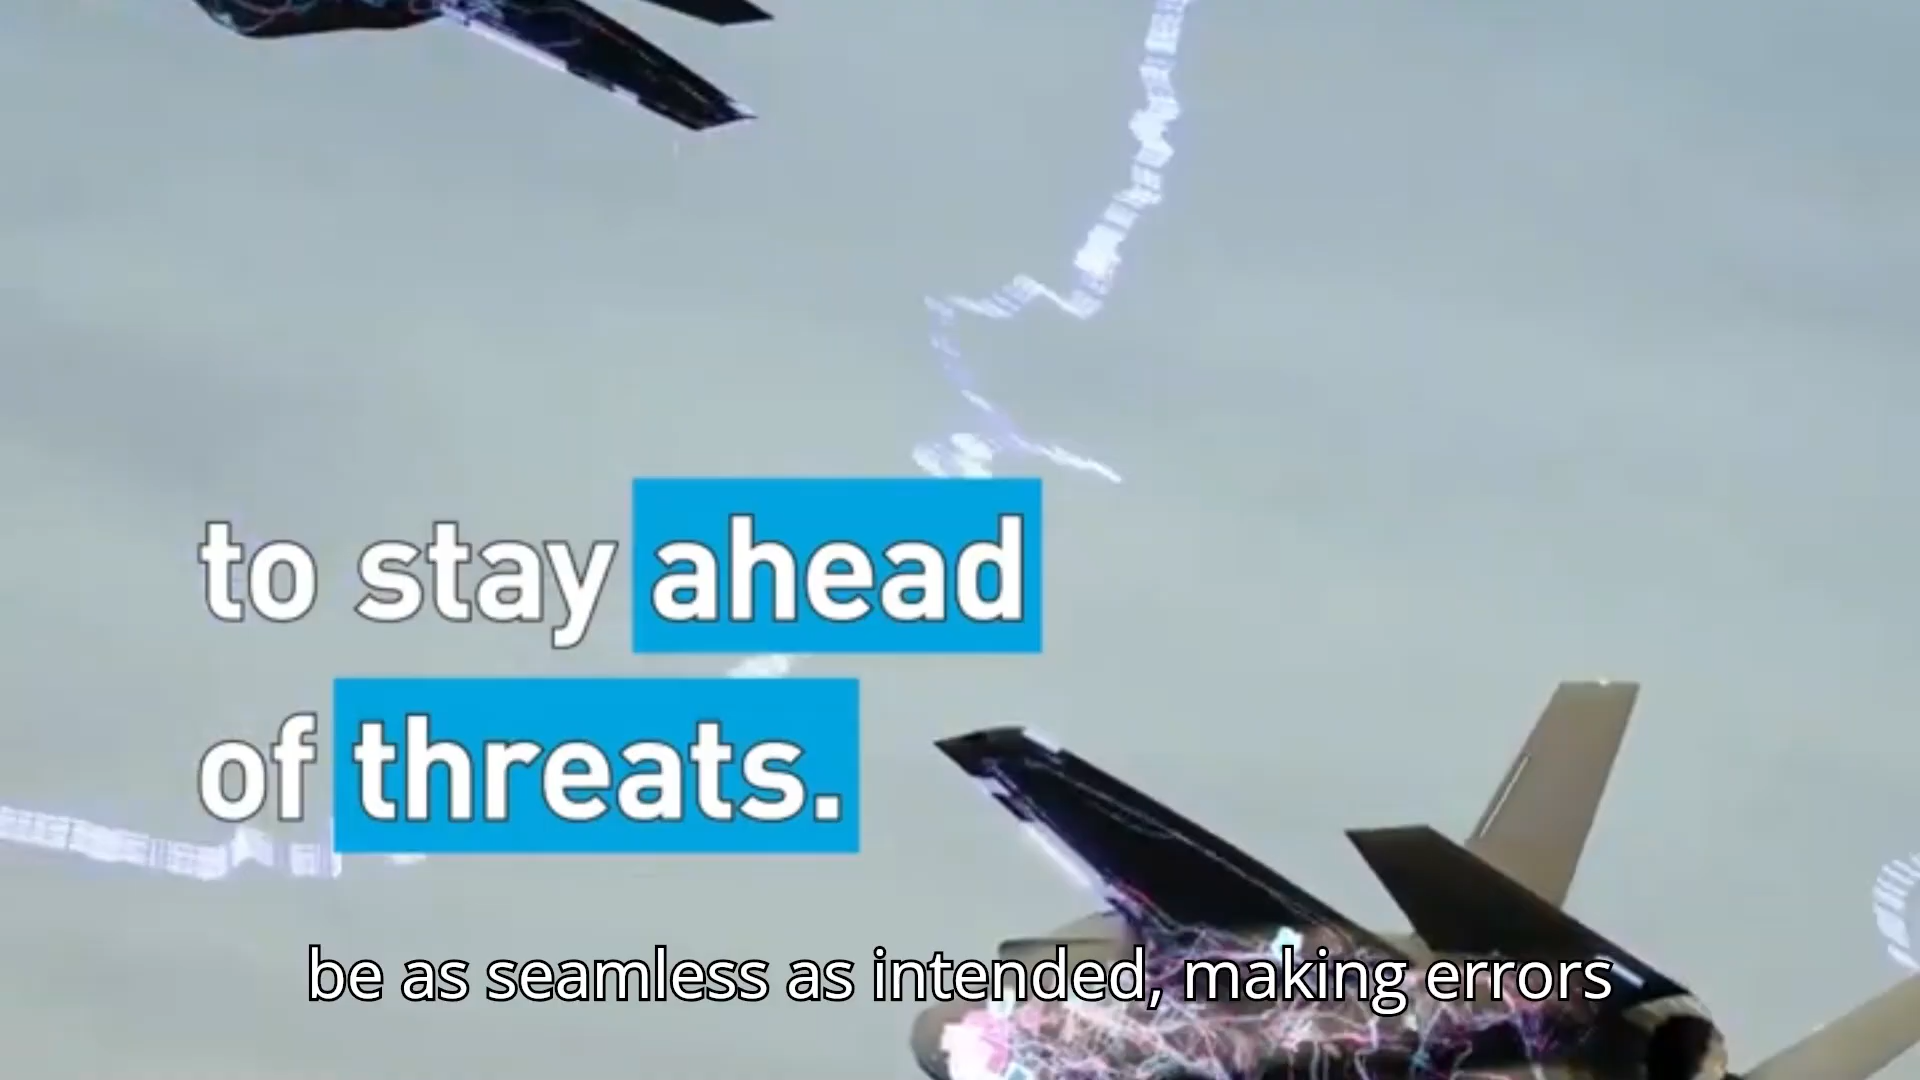 to stay ahead
of threats.
be as seamless as intended, making errors